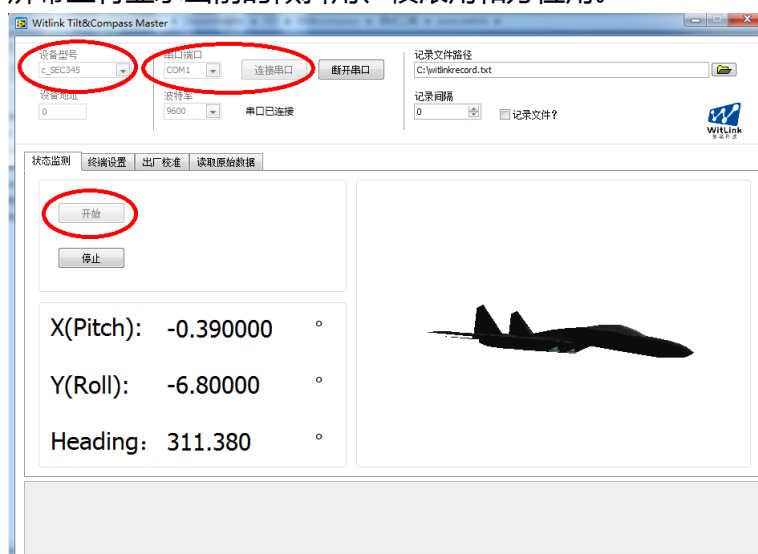 Witlink Tilt&Compass Master
设备型号
串口端口
记录文件路径
c_SEC345
COM1
连接串口
断开串口
C:\witlinkrecord.txt
设备地址
波特率
记录间隔
0
9600
串口已连接
0
记录文件?
WitLink
状态监测
终端设置
出厂校准
读取原始数据
开始
停止
X(Pitch): -0.390000 °
Y(Roll): -6.80000 °
Heading: 311.380 °